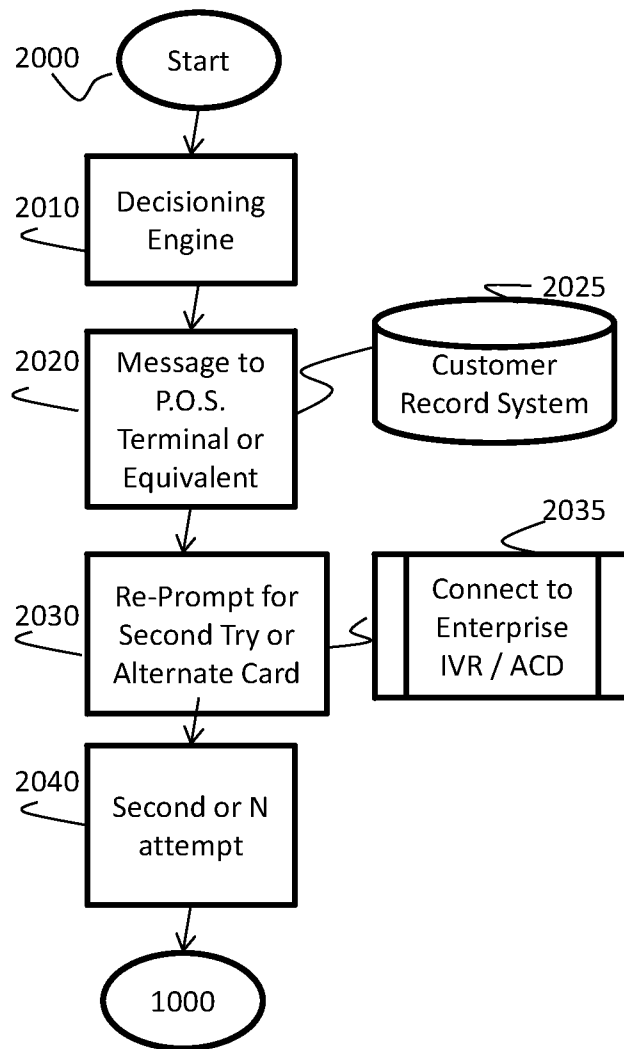 2000
Start
2010
Decisioning
Engine
2025
2020
Message to
P.O.S.
Terminal or
Equivalent
Customer
Record System
2035
2030
Re-Prompt for
Second Try or
Alternate Card
Connect to
Enterprise
IVR / ACD
2040
Second or N
attempt
1000